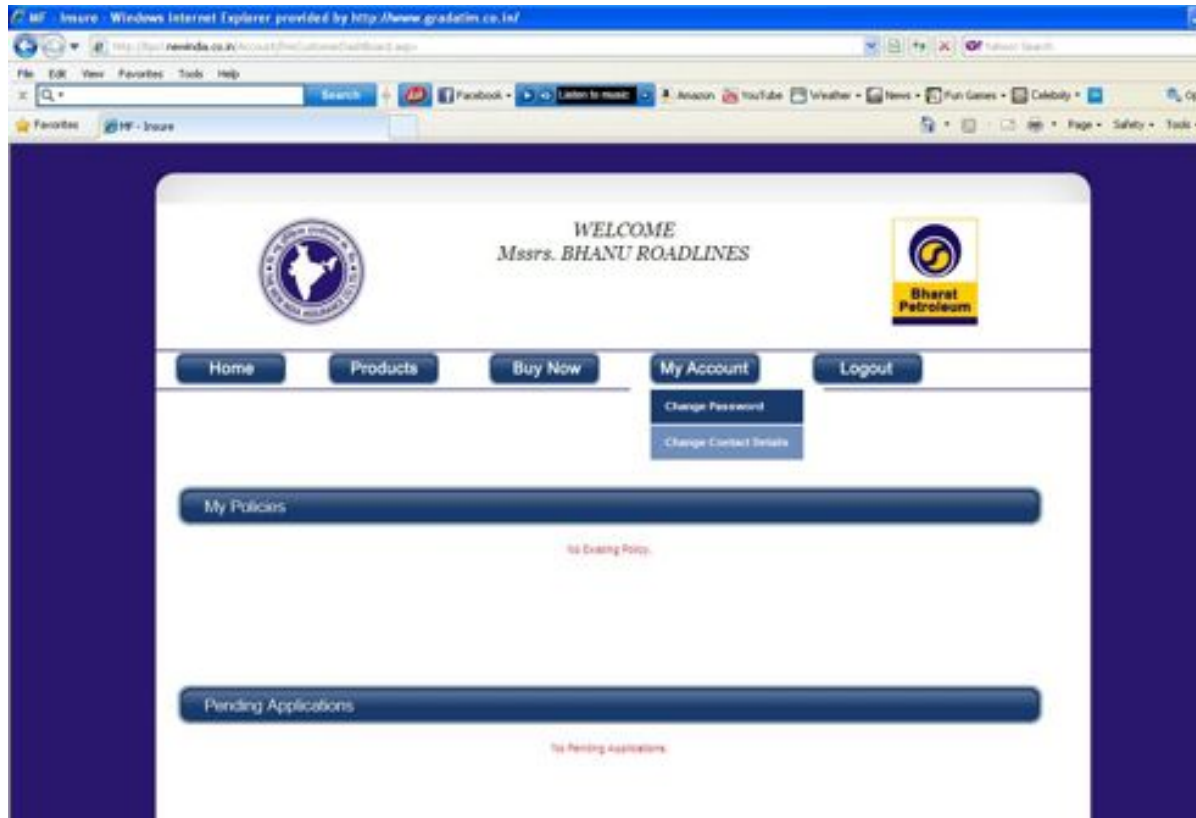 MF - Insure - Windows Internet Explorer provided by http://www.gradatim.co.in/
newindia.co.in
File Edit View Favorites Tools Help
Search Facebook Listen to music Amazon YouTube Weather News Fun Games Celebrity
Favorites MF - Insure Page Safety Tools
WELCOME
Mssrs. BHANU ROADLINES
Bharat
Petroleum
Home Products Buy Now My Account Logout
Change Password
Change Contact Details
My Policies
No Existing Policy.
Pending Applications
No Pending Applications.